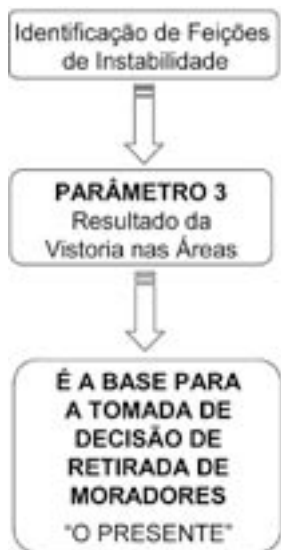 Identificação de Feições
de Instabilidade
PARÂMETRO 3
Resultado da
Vistoria nas Áreas
É A BASE PARA
A TOMADA DE
DECISÃO DE
RETIRADA DE
MORADORES
"O PRESENTE"